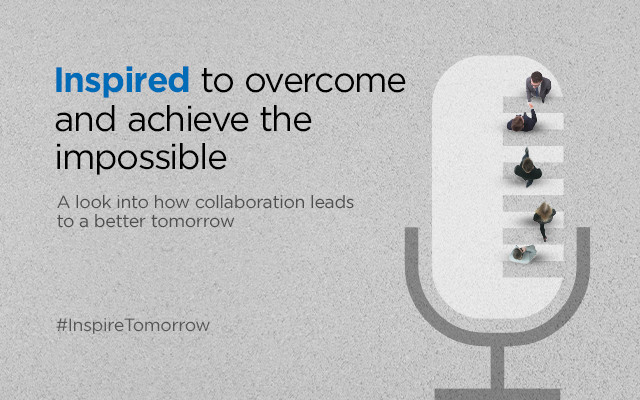 Inspired to overcome
and achieve the
impossible
A look into how collaboration leads
to a better tomorrow
#InspireTomorrow